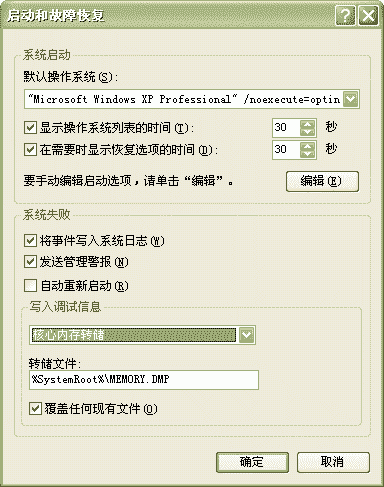 启动和故障恢复
系统启动
默认操作系统(S):
"Microsoft Windows XP Professional" /noexecute=optin
显示操作系统列表的时间(T): 30 秒
在需要时显示恢复选项的时间(D): 30 秒
要手动编辑启动选项，请单击“编辑”。 编辑(E)
系统失败
将事件写入系统日志(W)
发送管理警报(N)
自动重新启动(R)
写入调试信息
核心内存转储
转储文件:
%SystemRoot%\MEMORY.DMP
覆盖任何现有文件(O)
确定 取消